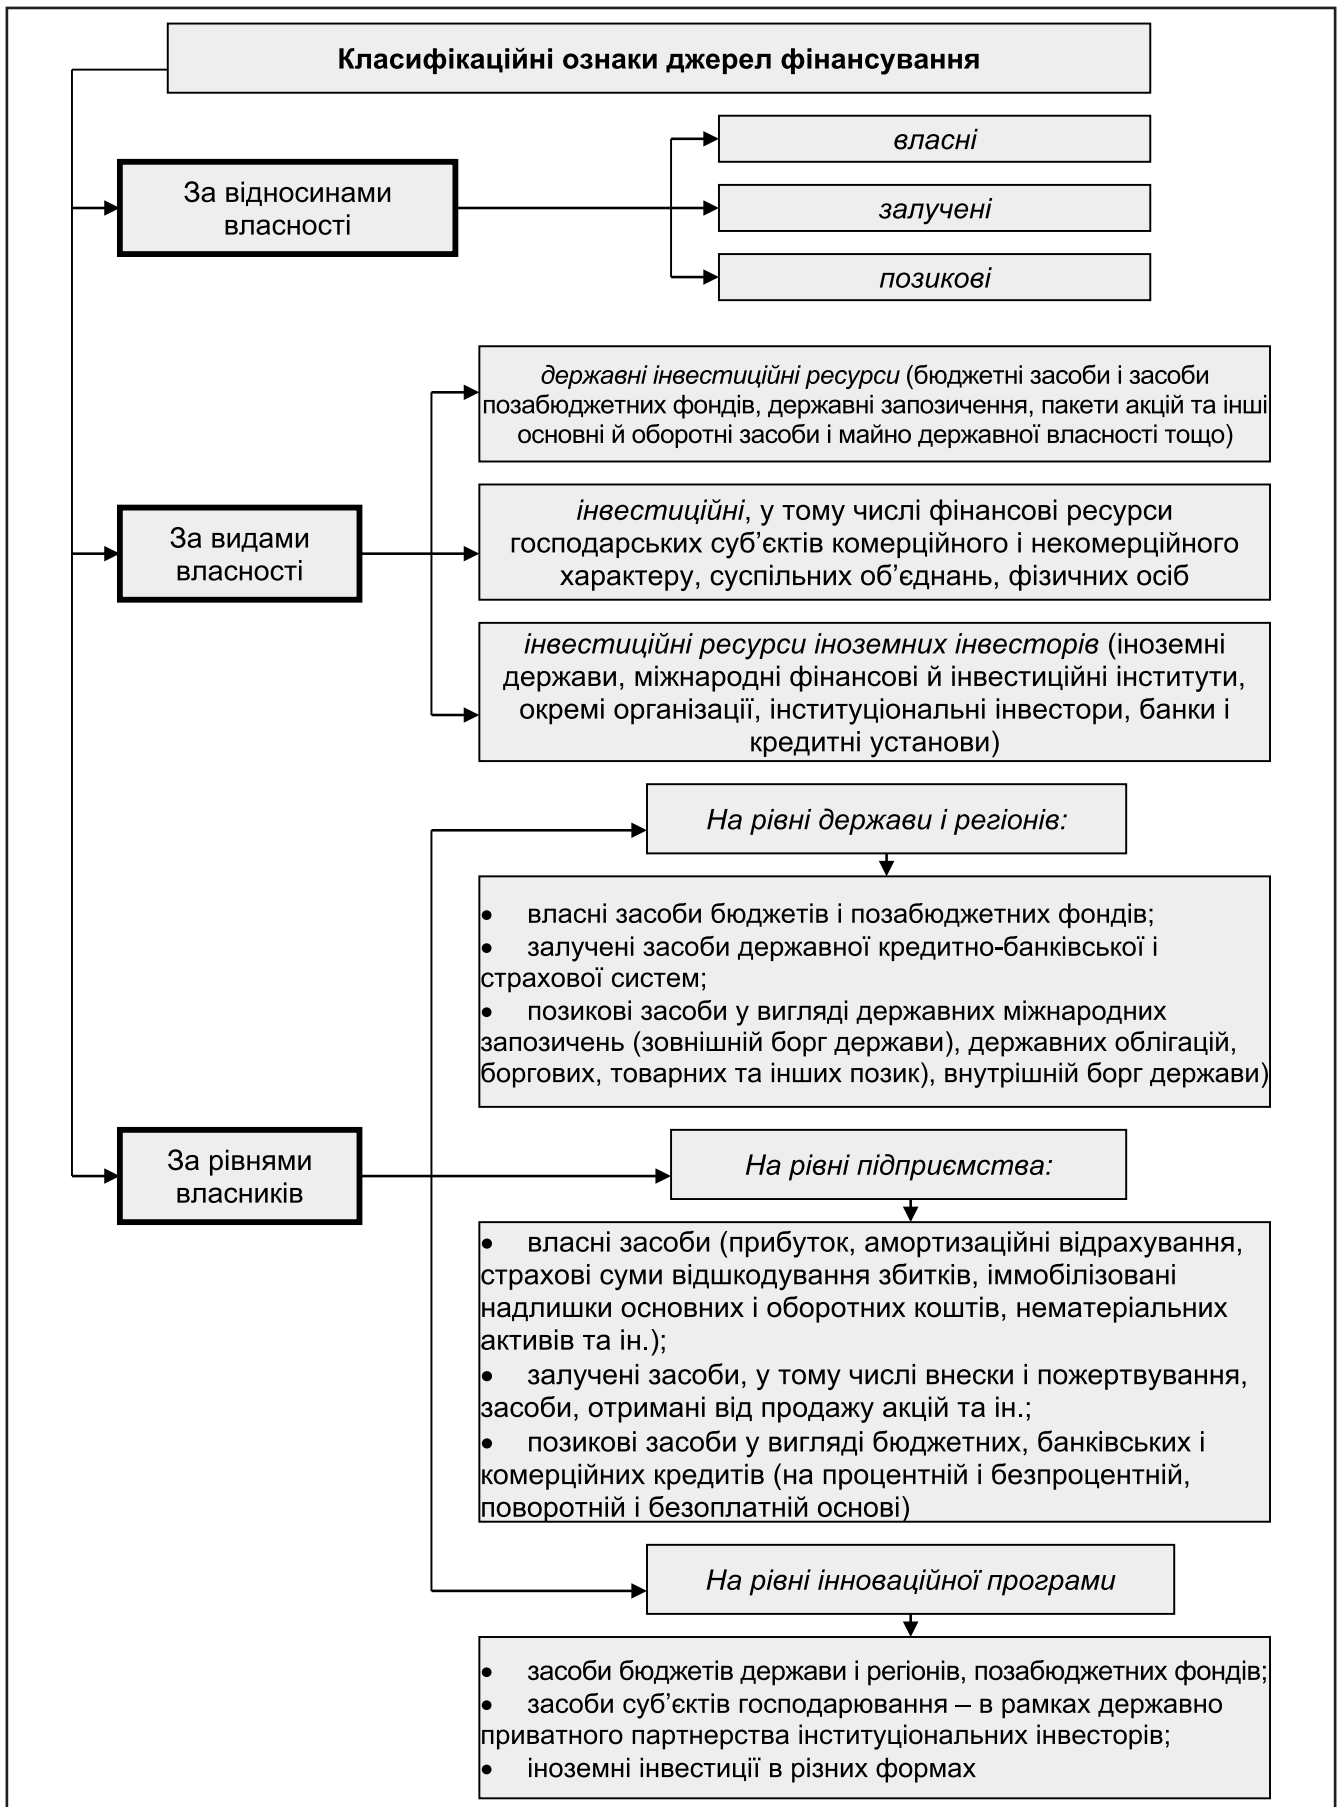 Класифікаційні ознаки джерел фінансування
За відносинами
власності
власні
залучені
позикові
За видами
власності
державні інвестиційні ресурси (бюджетні засоби і засоби
позабюджетних фондів, державні запозичення, пакети акцій та інші
основні й оборотні засоби і майно державної власності тощо)
інвестиційні, у тому числі фінансові ресурси
господарських суб’єктів комерційного і некомерційного
характеру, суспільних об’єднань, фізичних осіб
інвестиційні ресурси іноземних інвесторів (іноземні
держави, міжнародні фінансові й інвестиційні інститути,
окремі організації, інституціональні інвестори, банки і
кредитні установи)
За рівнями
власників
На рівні держави і регіонів:
• власні засоби бюджетів і позабюджетних фондів;
• залучені засоби державної кредитно-банківської і
страхової систем;
• позикові засоби у вигляді державних міжнародних
запозичень (зовнішній борг держави), державних облігацій,
боргових, товарних та інших позик), внутрішній борг держави)
На рівні підприємства:
• власні засоби (прибуток, амортизаційні відрахування,
страхові суми відшкодування збитків, іммобілізовані
надлишки основних і оборотних коштів, нематеріальних
активів та ін.);
• залучені засоби, у тому числі внески і пожертвування,
засоби, отримані від продажу акцій та ін.;
• позикові засоби у вигляді бюджетних, банківських і
комерційних кредитів (на процентній і безпроцентній,
поворотній і безоплатній основі)
На рівні інноваційної програми
• засоби бюджетів держави і регіонів, позабюджетних фондів;
• засоби суб’єктів господарювання – в рамках державно
приватного партнерства інституціональних інвесторів;
• іноземні інвестиції в різних формах